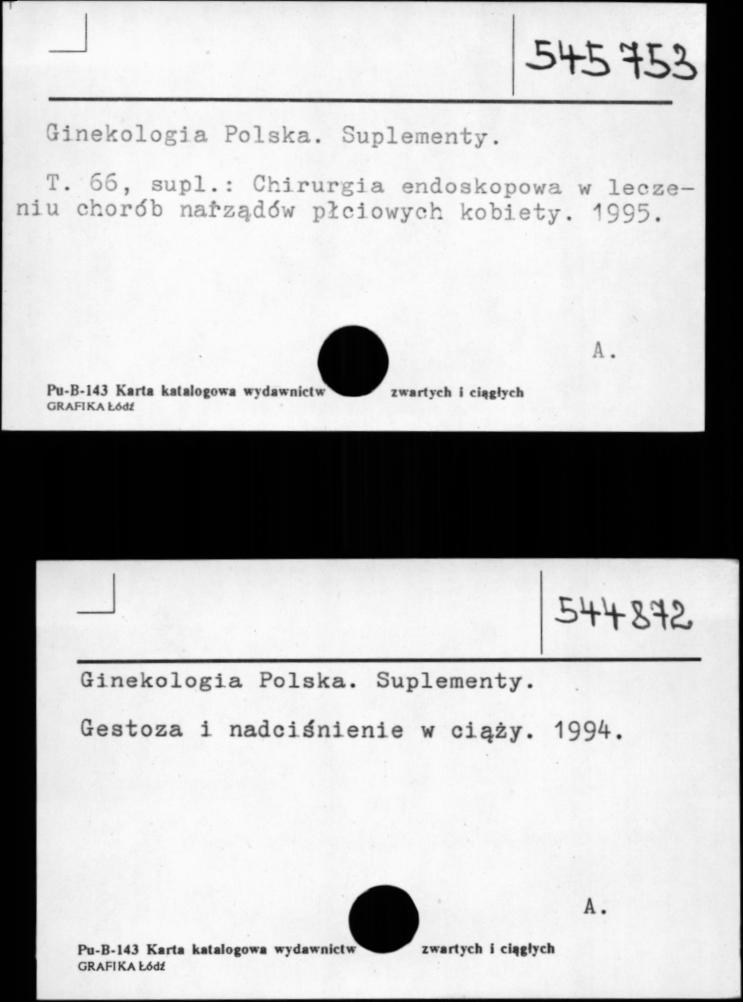 545753
Ginekologia Polska. Suplementy.
T. 66, supl.: Chirurgia endoskopowa w lecze-
niu chorób narządów płciowych kobiety. 1995.
A.
Pu-B-143 Karta katalogowa wydawnictw zwartych i ciągłych
GRAFIKA Łódź
544872
Ginekologia Polska. Suplementy.
Gestoza i nadciśnienie w ciąży. 1994.
A.
Pu-B-143 Karta katalogowa wydawnictw zwartych i ciągłych
GRAFIKA Łódź